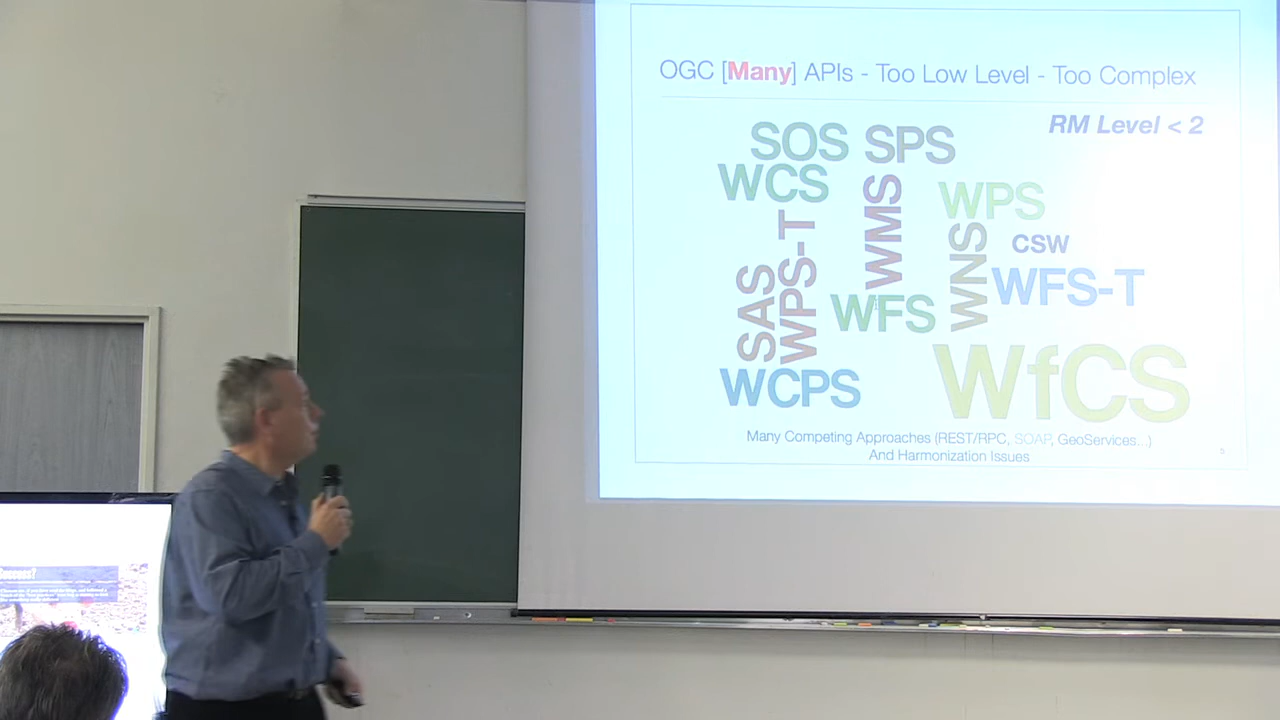 OGC [Many] APIs - Too Low Level - Too Complex
RM Level < 2
SOS SPS
WCS
WMS
WPS
WPS-T
WNS
CSW
SAS
WFS-T
WFS
WCPS
WfCS
Many Competing Approaches (REST/RPC, SOAP, GeoServices...)
And Harmonization Issues
5